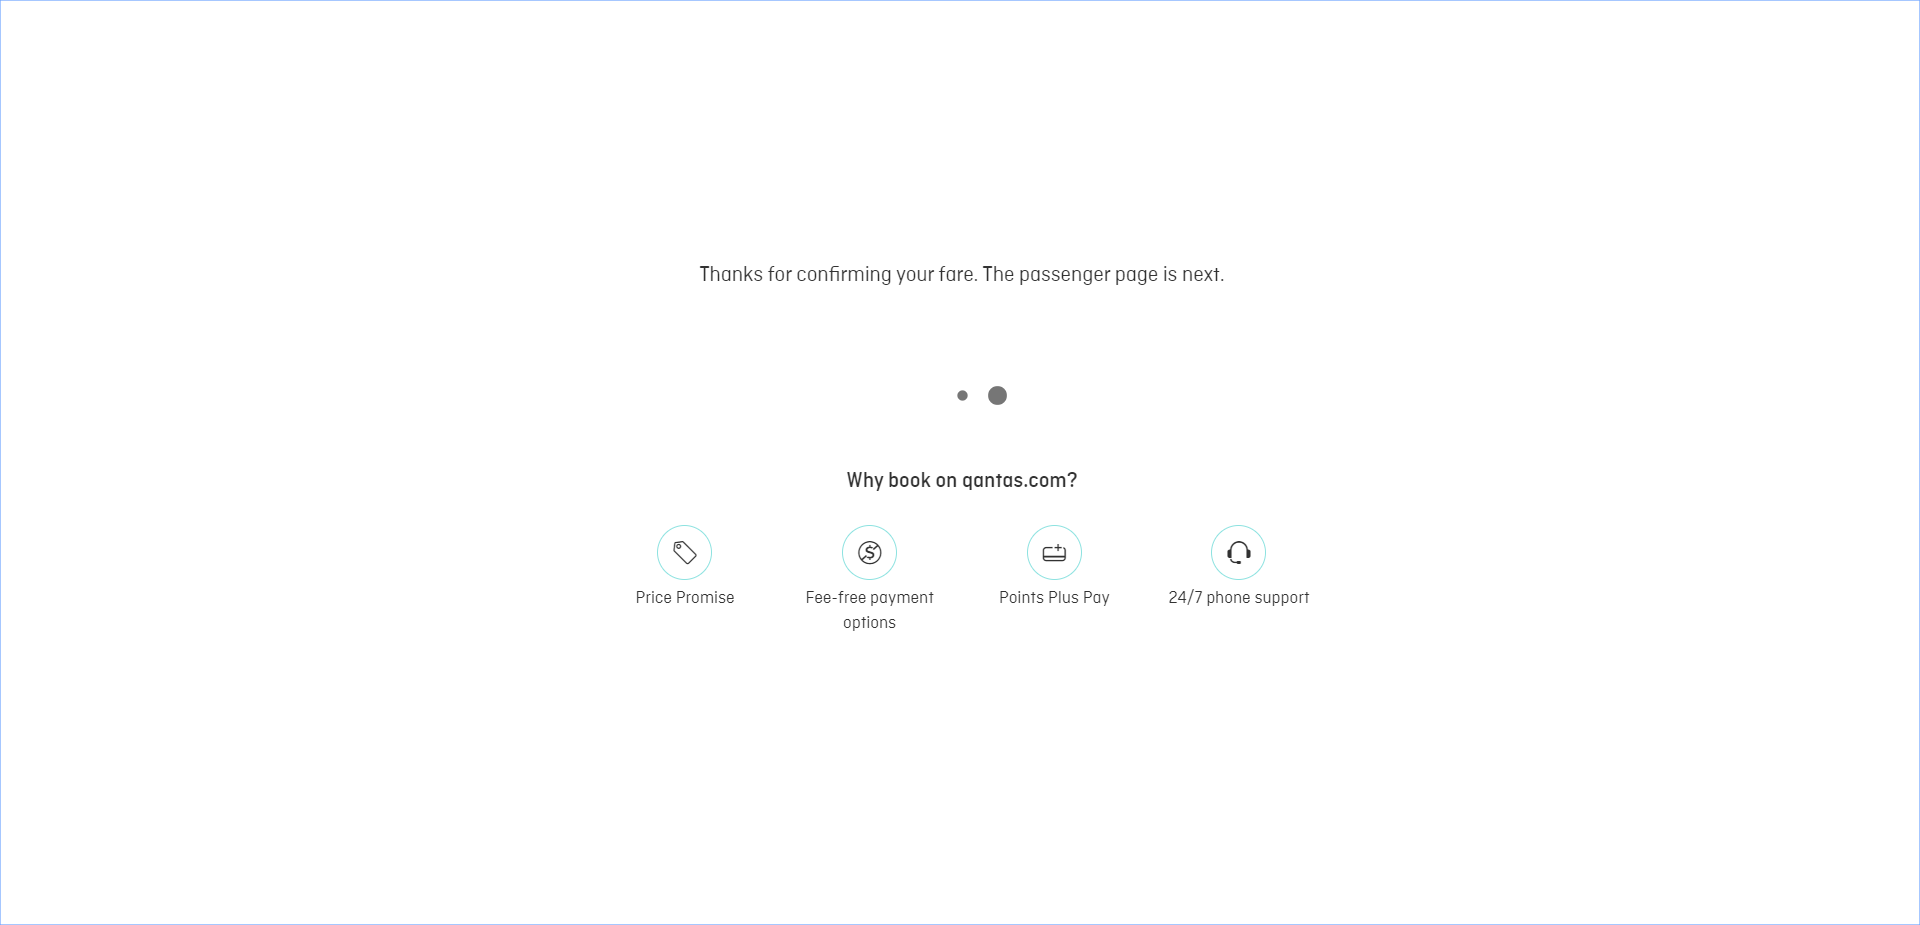 Thanks for confirming your fare. The passenger page is next.
Why book on qantas.com?
Price Promise
Fee-free payment
options
Points Plus Pay
24/7 phone support